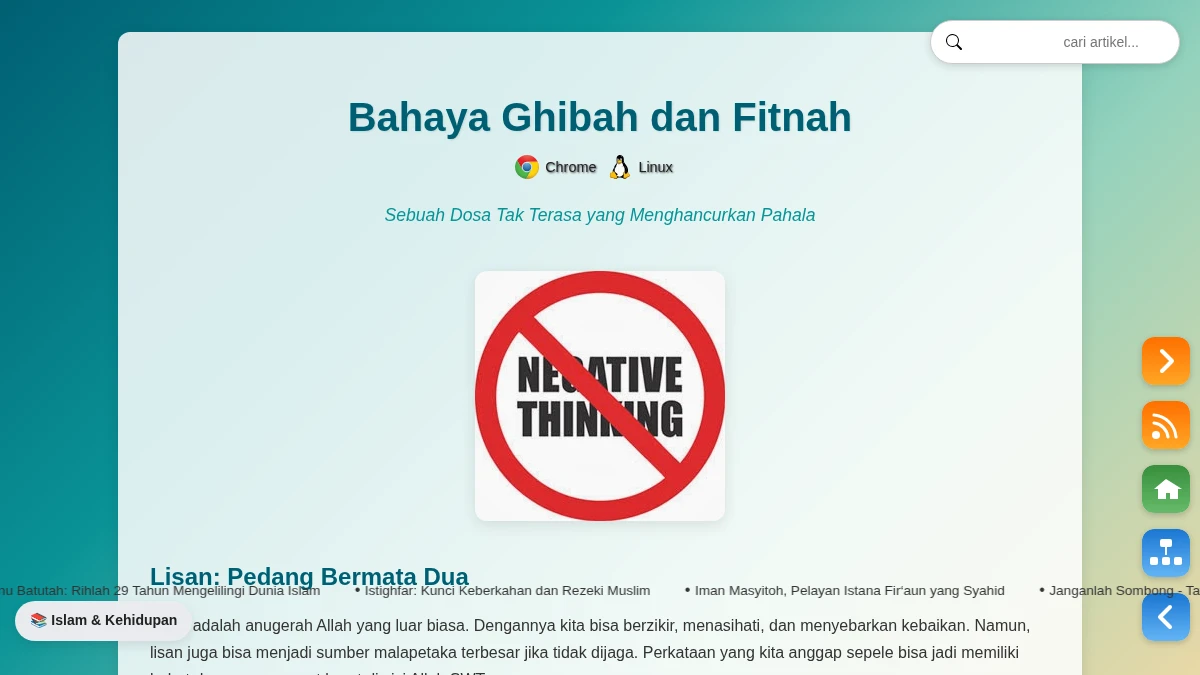 cari artikel...
Bahaya Ghibah dan Fitnah
Chrome Linux
Sebuah Dosa Tak Terasa yang Menghancurkan Pahala
NEGATIVE
THINKING
Lisan: Pedang Bermata Dua
Batutah: Rihlah 29 Tahun Mengelilingi Dunia Islam • Istighfar: Kunci Keberkahan dan Rezeki Muslim • Iman Masyitoh, Pelayan Istana Fir‘aun yang Syahid • Janganlah Sombong -
📚 Islam & Kehidupan
adalah anugerah Allah yang luar biasa. Dengannya kita bisa berzikir, menasihati, dan menyebarkan kebaikan. Namun,
lisan juga bisa menjadi sumber malapetaka terbesar jika tidak dijaga. Perkataan yang kita anggap sepele bisa jadi memiliki